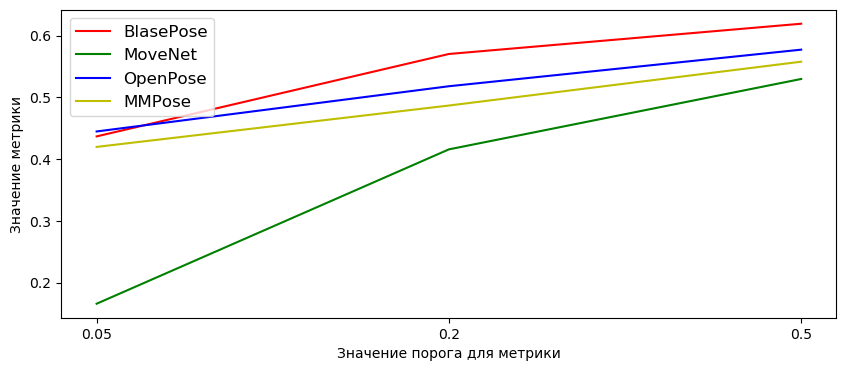 BlasePose
MoveNet
OpenPose
MMPose
Значение метрики
0.6
0.5
0.4
0.3
0.2
0.05
0.2
0.5
Значение порога для метрики